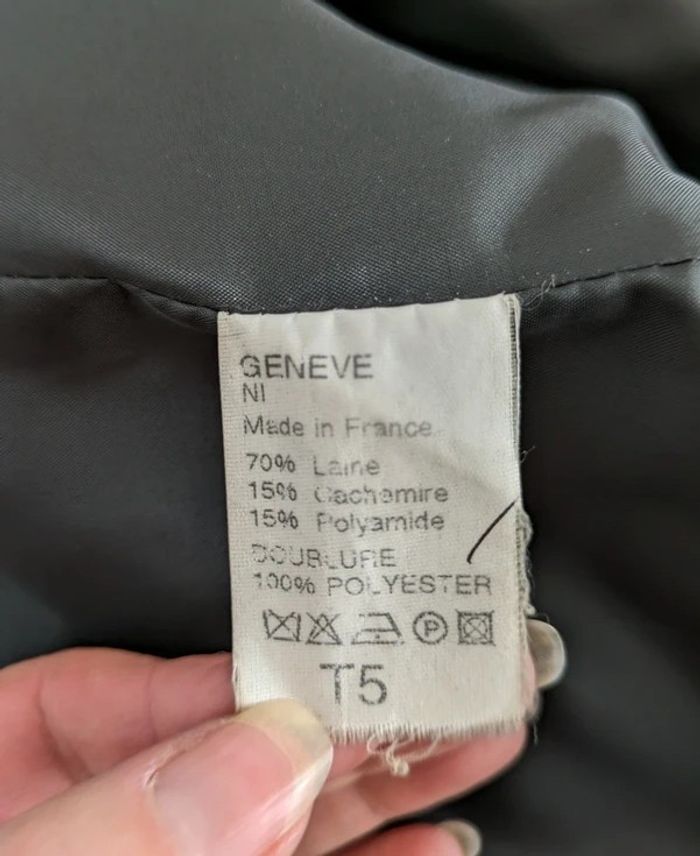 GENEVE
NI
Made in France
70% Laine
15% Cachemire
15% Polyamide
DOUBLURE
100% POLYESTER
P
T5